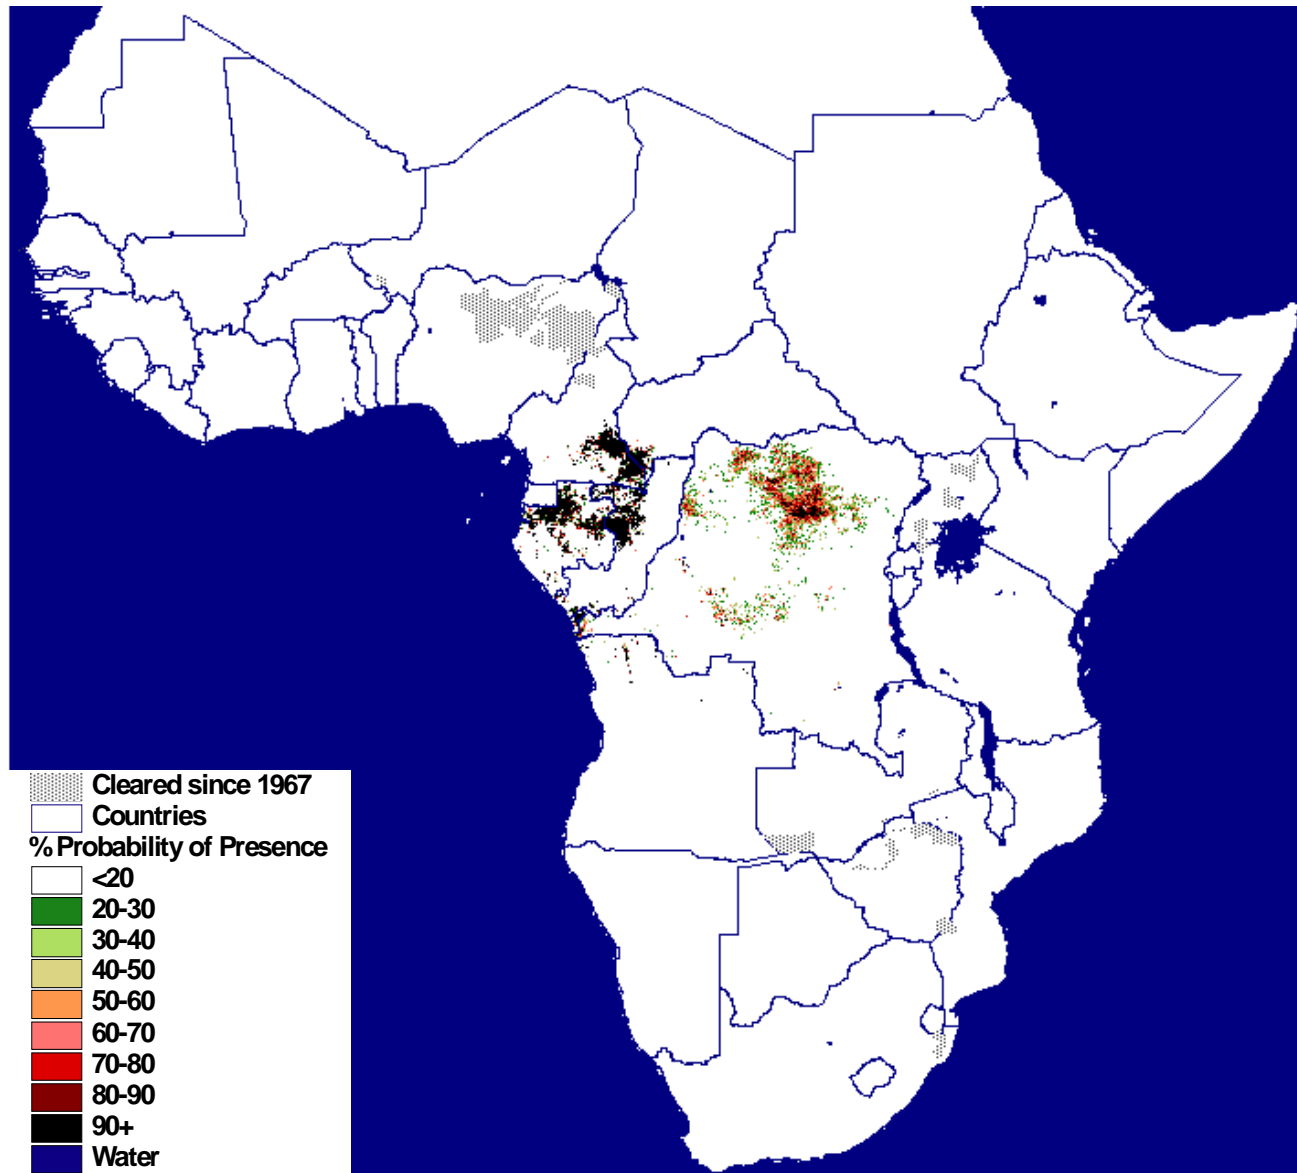 Cleared since 1967
Countries
% Probability of Presence
<20
20-30
30-40
40-50
50-60
60-70
70-80
80-90
90+
Water